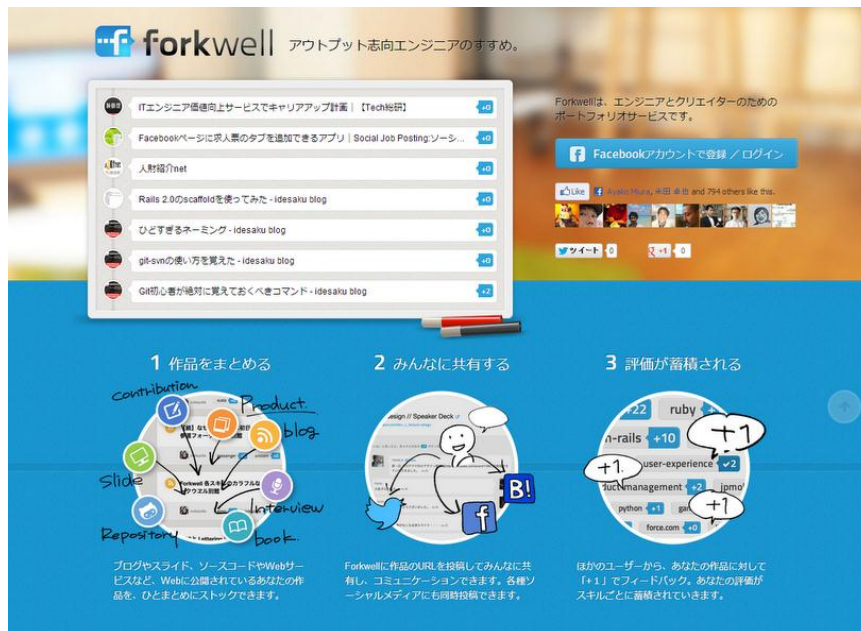 forkwell アウトプット志向エンジニアのすすめ。
ITエンジニア価値向上サービスでキャリアアップ計画 | 【Tech総研】 +0
Facebookページに求人票のタブを追加できるアプリ | Social Job Posting:ソーシ... +0
人財紹介net +0
Rails 2.0のscaffoldを使ってみた - idesaku blog +0
ひどすぎるネーミング - idesaku blog +0
git-svnの使い方を覚えた - idesaku blog +0
Git初心者が絶対に覚えておくべきコマンド - idesaku blog +2
Forkwellは、エンジニアとクリエイターのための
ポートフォリオサービスです。
Facebookアカウントで登録 / ログイン
Like Ayako Miura, 米田 卓也 and 794 others like this.
ツイート 0 +1 0
1 作品をまとめる
contribution
Product
blog
Slide
Interview
Repository
book
ブログやスライド、ソースコードやWebサー
ビスなど、Webに公開されているあなたの作
品を、ひとまとめにストックできます。
2 みんなに共有する
esign // Speaker Deck
B!
Forkwellに作品のURLを投稿してみんなに共
有し、コミュニケーションできます。各種ソ
ーシャルメディアにも同時投稿できます。
3 評価が蓄積される
+22 ruby
n-rails +10
+1
+1 user-experience 2
duct management +2 jpmo
python +1 +1
force.com +0
ほかのユーザーから、あなたの作品に対して
「+1」でフィードバック。あなたの評価が
スキルごとに蓄積されていきます。